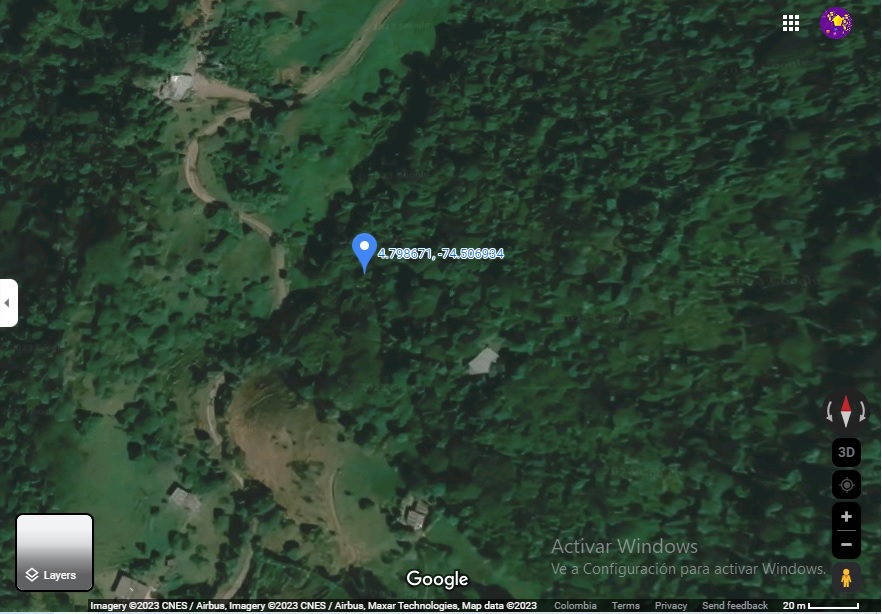 4.798671, -74.506984
3D
Layers
Google
Activar Windows
Ve a Configuración para activar Windows.
Imagery ©2023 CNES / Airbus, Imagery ©2023 CNES / Airbus, Maxar Technologies, Map data ©2023 Colombia Terms Privacy Send feedback 20 m